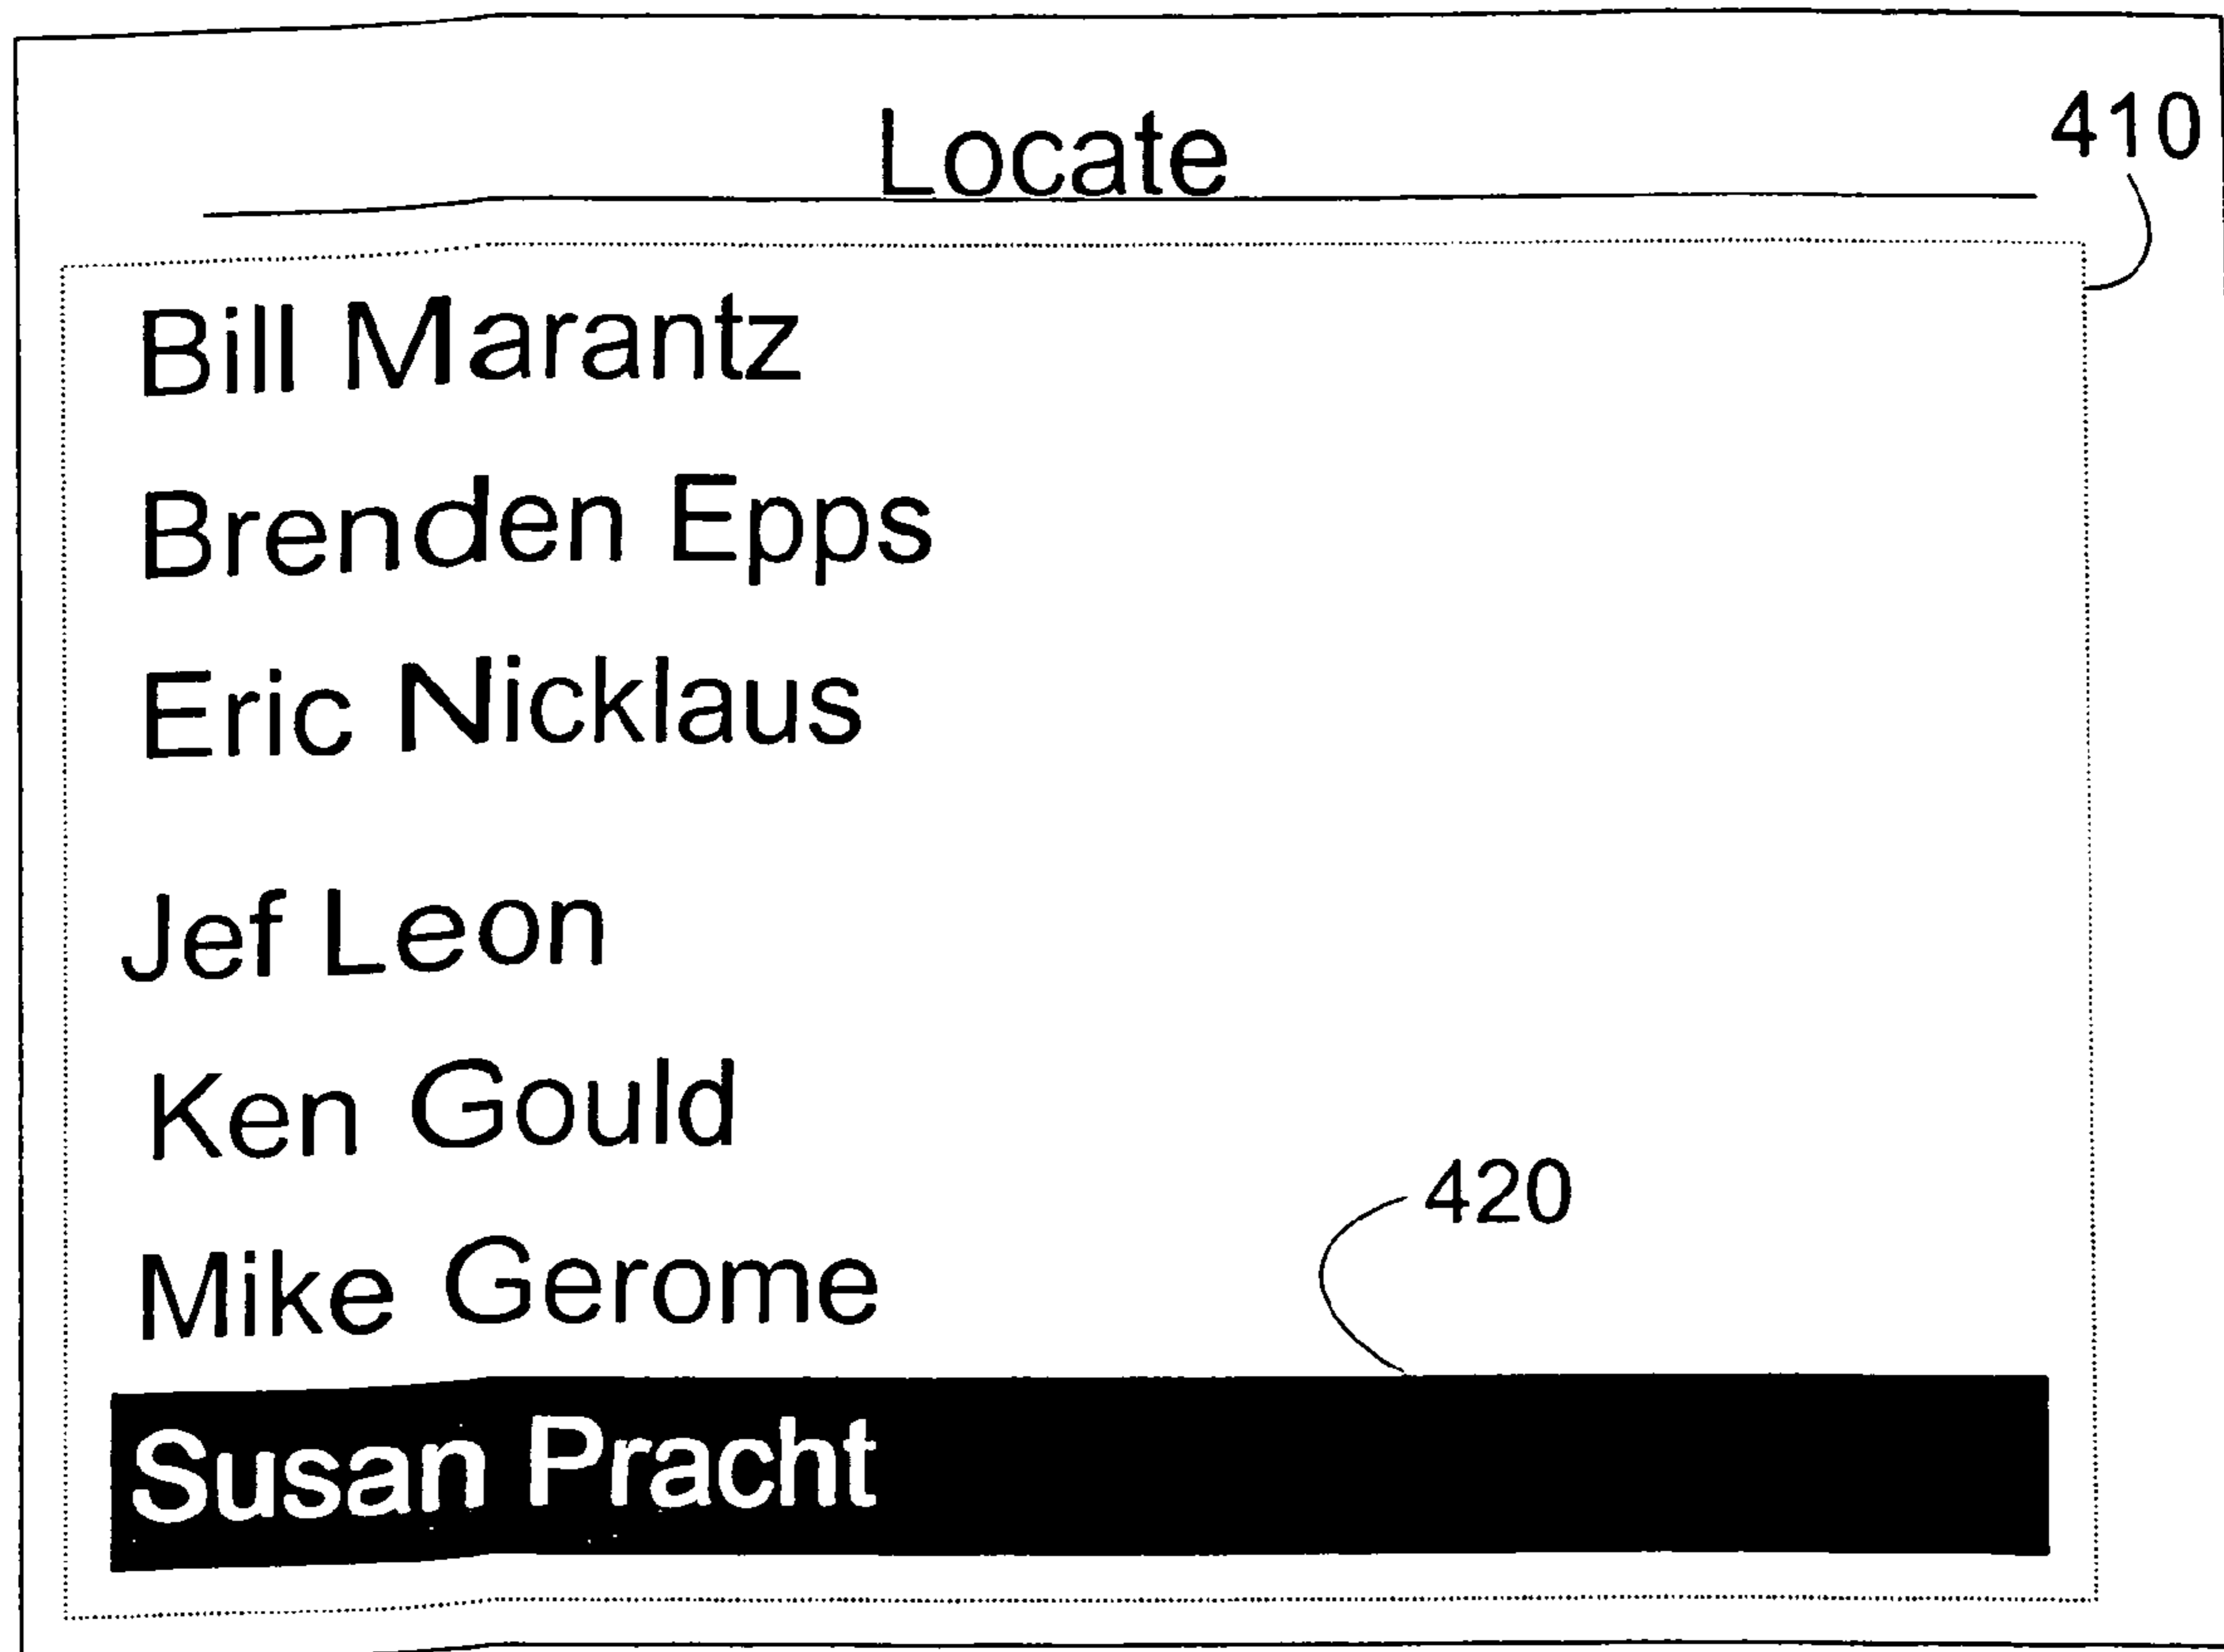 Locate
410
Bill Marantz
Brenden Epps
Eric Nicklaus
Jef Leon
Ken Gould
420
Mike Gerome
Susan Pracht